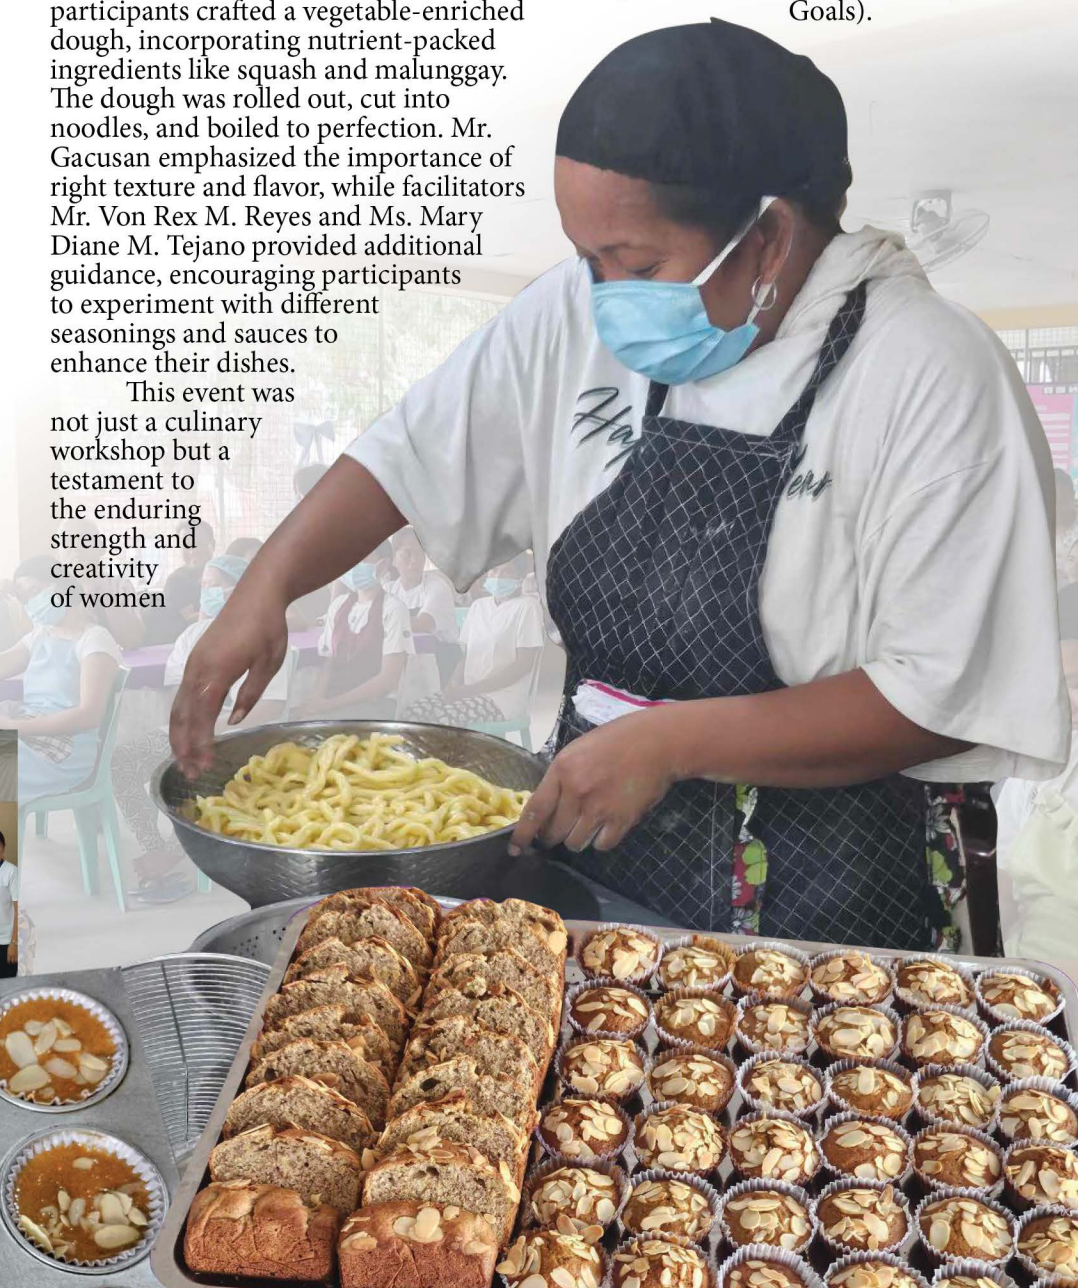 participants crafted a vegetable-enriched
dough, incorporating nutrient-packed
ingredients like squash and malunggay.
The dough was rolled out, cut into
noodles, and boiled to perfection. Mr.
Gacusan emphasized the importance of
right texture and flavor, while facilitators
Mr. Von Rex M. Reyes and Ms. Mary
Diane M. Tejano provided additional
guidance, encouraging participants
to experiment with different
seasonings and sauces to
enhance their dishes.
This event was
not just a culinary
workshop but a
testament to
the enduring
strength and
creativity
of women
Goals).